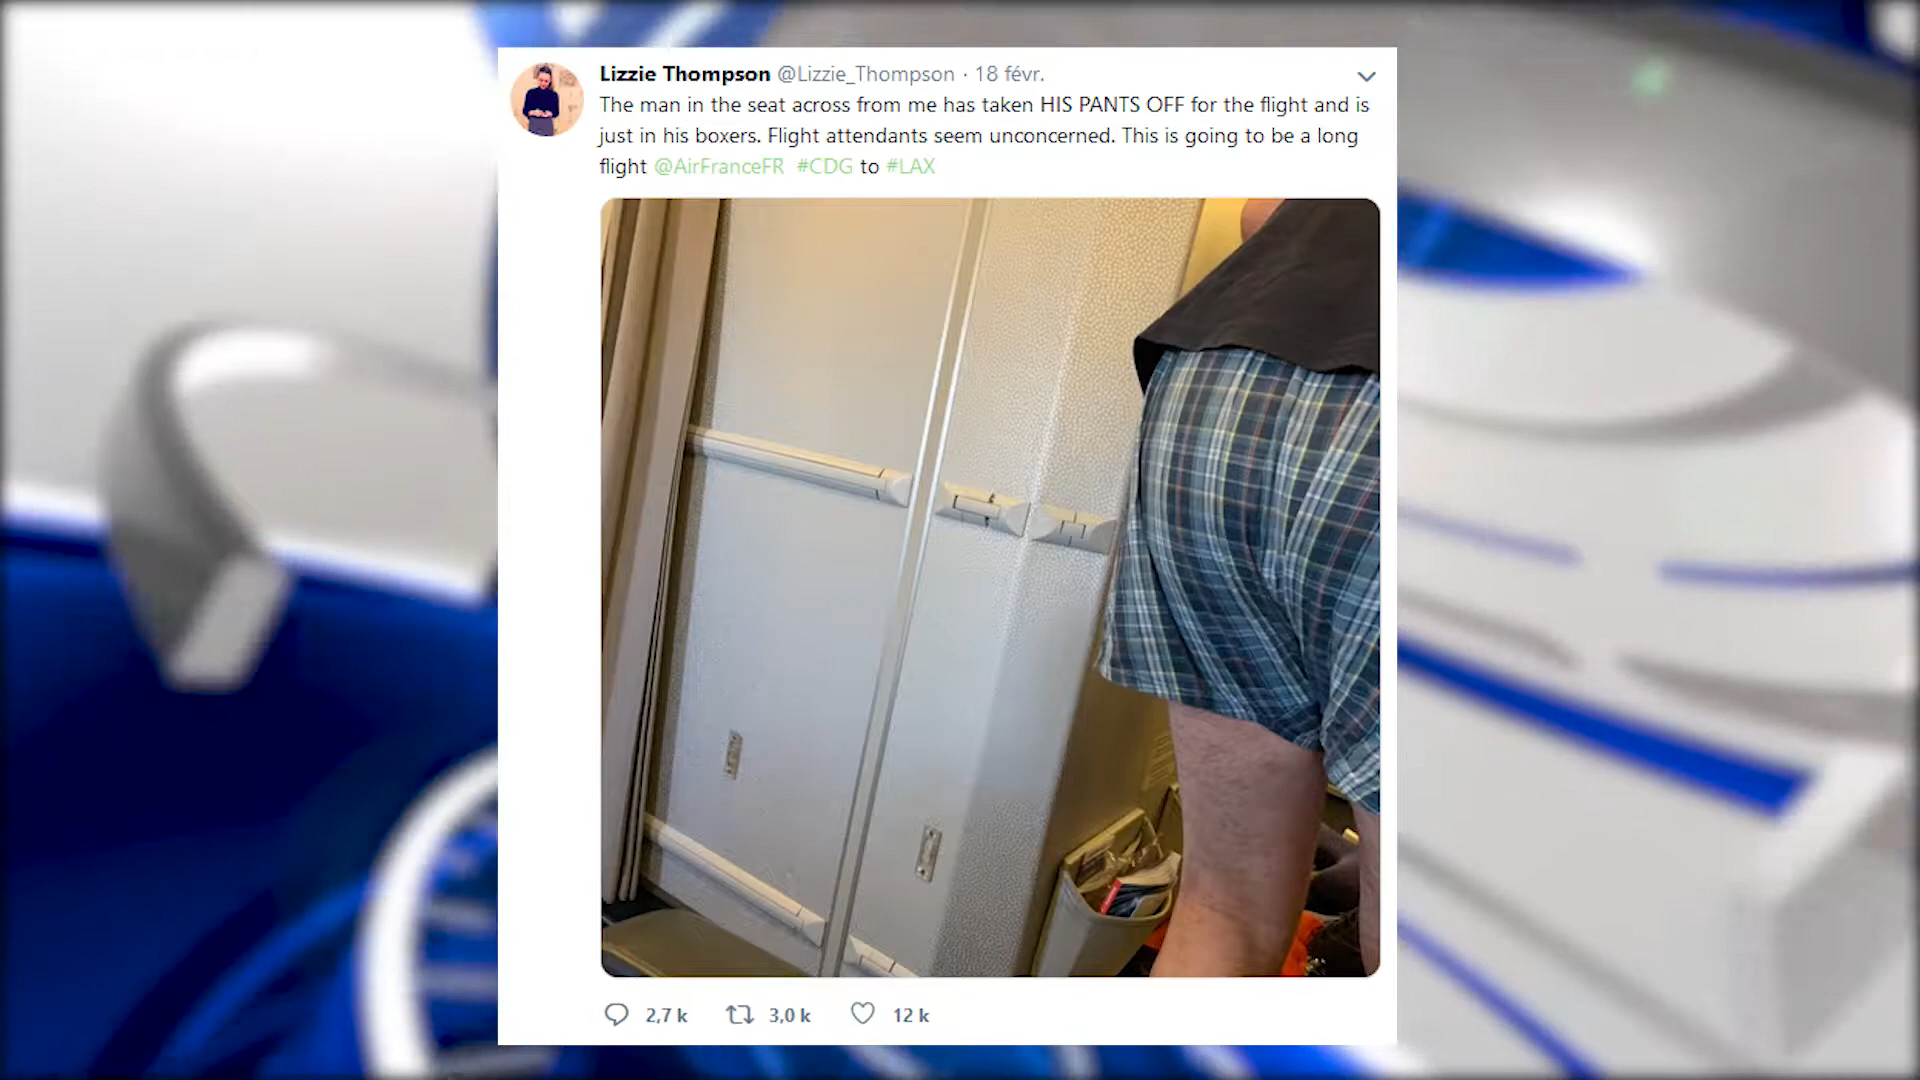 Lizzie Thompson @Lizzie_Thompson · 18 févr.
The man in the seat across from me has taken HIS PANTS OFF for the flight and is
just in his boxers. Flight attendants seem unconcerned. This is going to be a long
flight @AirFranceFR #CDG to #LAX
2,7 k 3,0 k 12 k